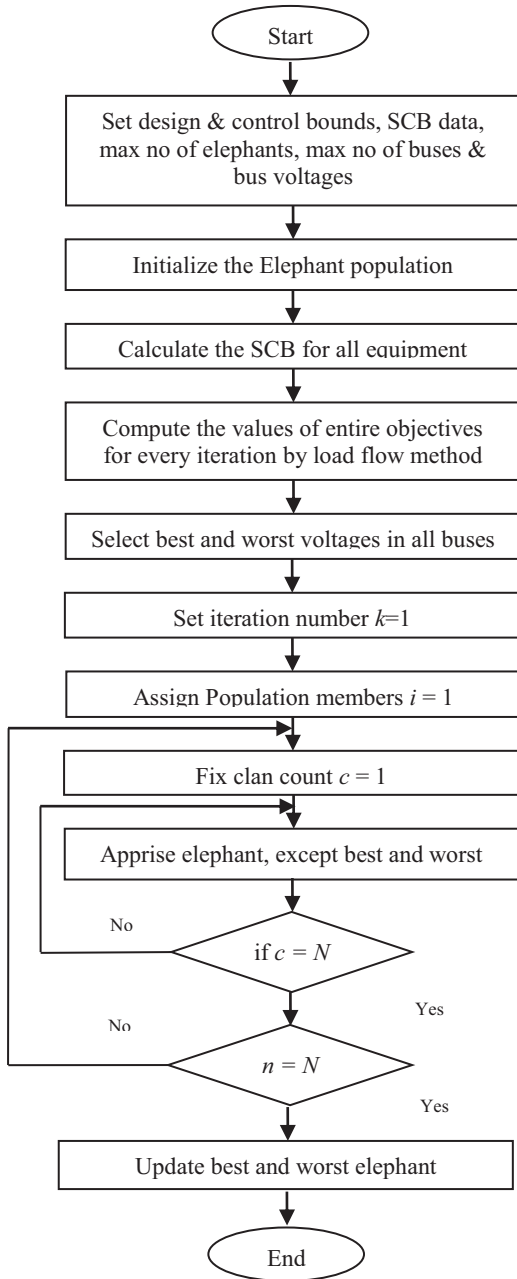 Start
Set design & control bounds, SCB data,
max no of elephants, max no of buses &
bus voltages
Initialize the Elephant population
Calculate the SCB for all equipment
Compute the values of entire objectives
for every iteration by load flow method
Select best and worst voltages in all buses
Set iteration number k=1
Assign Population members i = 1
Fix clan count c = 1
Apprise elephant, except best and worst
No
if c = N
Yes
No
n = N
Yes
Update best and worst elephant
End